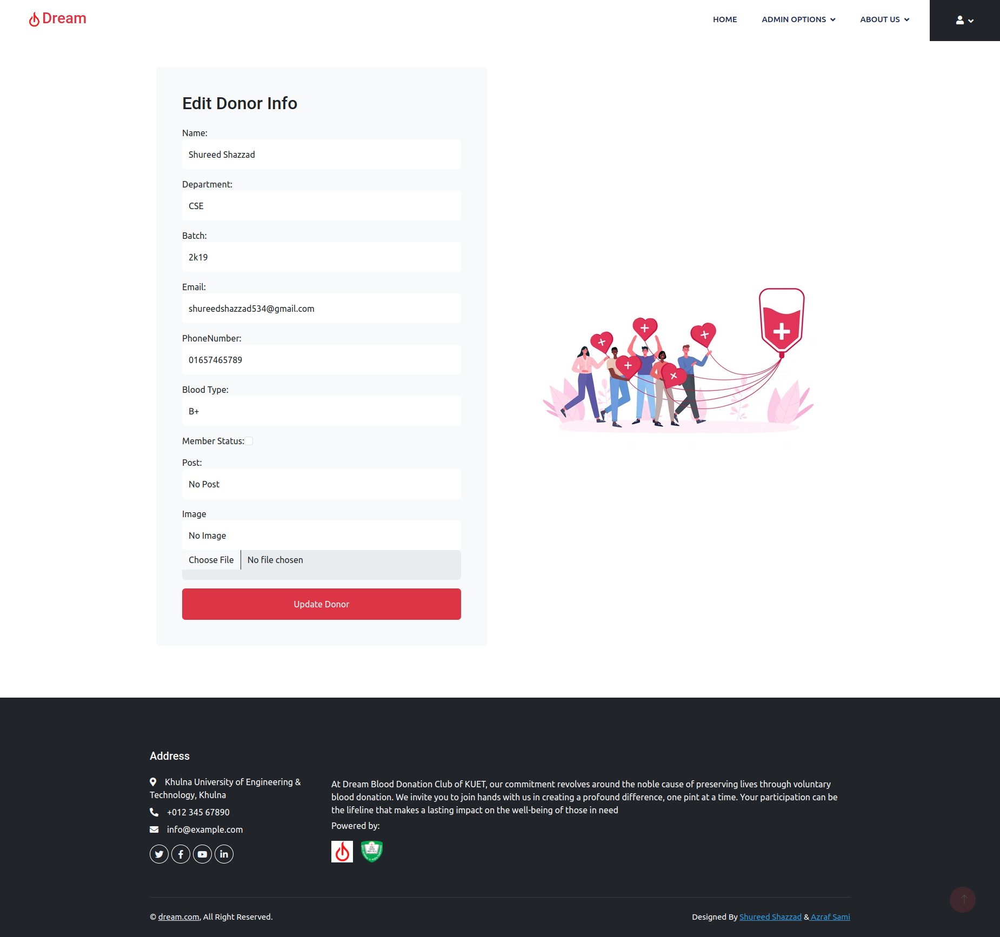 Dream
HOME
ADMIN OPTIONS
ABOUT US
Edit Donor Info
Name:
Shureed Shazzad
Department:
CSE
Batch:
2k19
Email:
shureedshazzad534@gmail.com
PhoneNumber:
01657465789
Blood Type:
B+
Member Status:
Post:
No Post
Image
No Image
Choose File No file chosen
Update Donor
Address
Khulna University of Engineering &
Technology, Khulna
+012 345 67890
info@example.com
At Dream Blood Donation Club of KUET, our commitment revolves around the noble cause of preserving lives through voluntary
blood donation. We invite you to join hands with us in creating a profound difference, one pint at a time. Your participation can be
the lifeline that makes a lasting impact on the well-being of those in need
Powered by:
© dream.com, All Right Reserved.
Designed By Shureed Shazzad & Azraf Sami